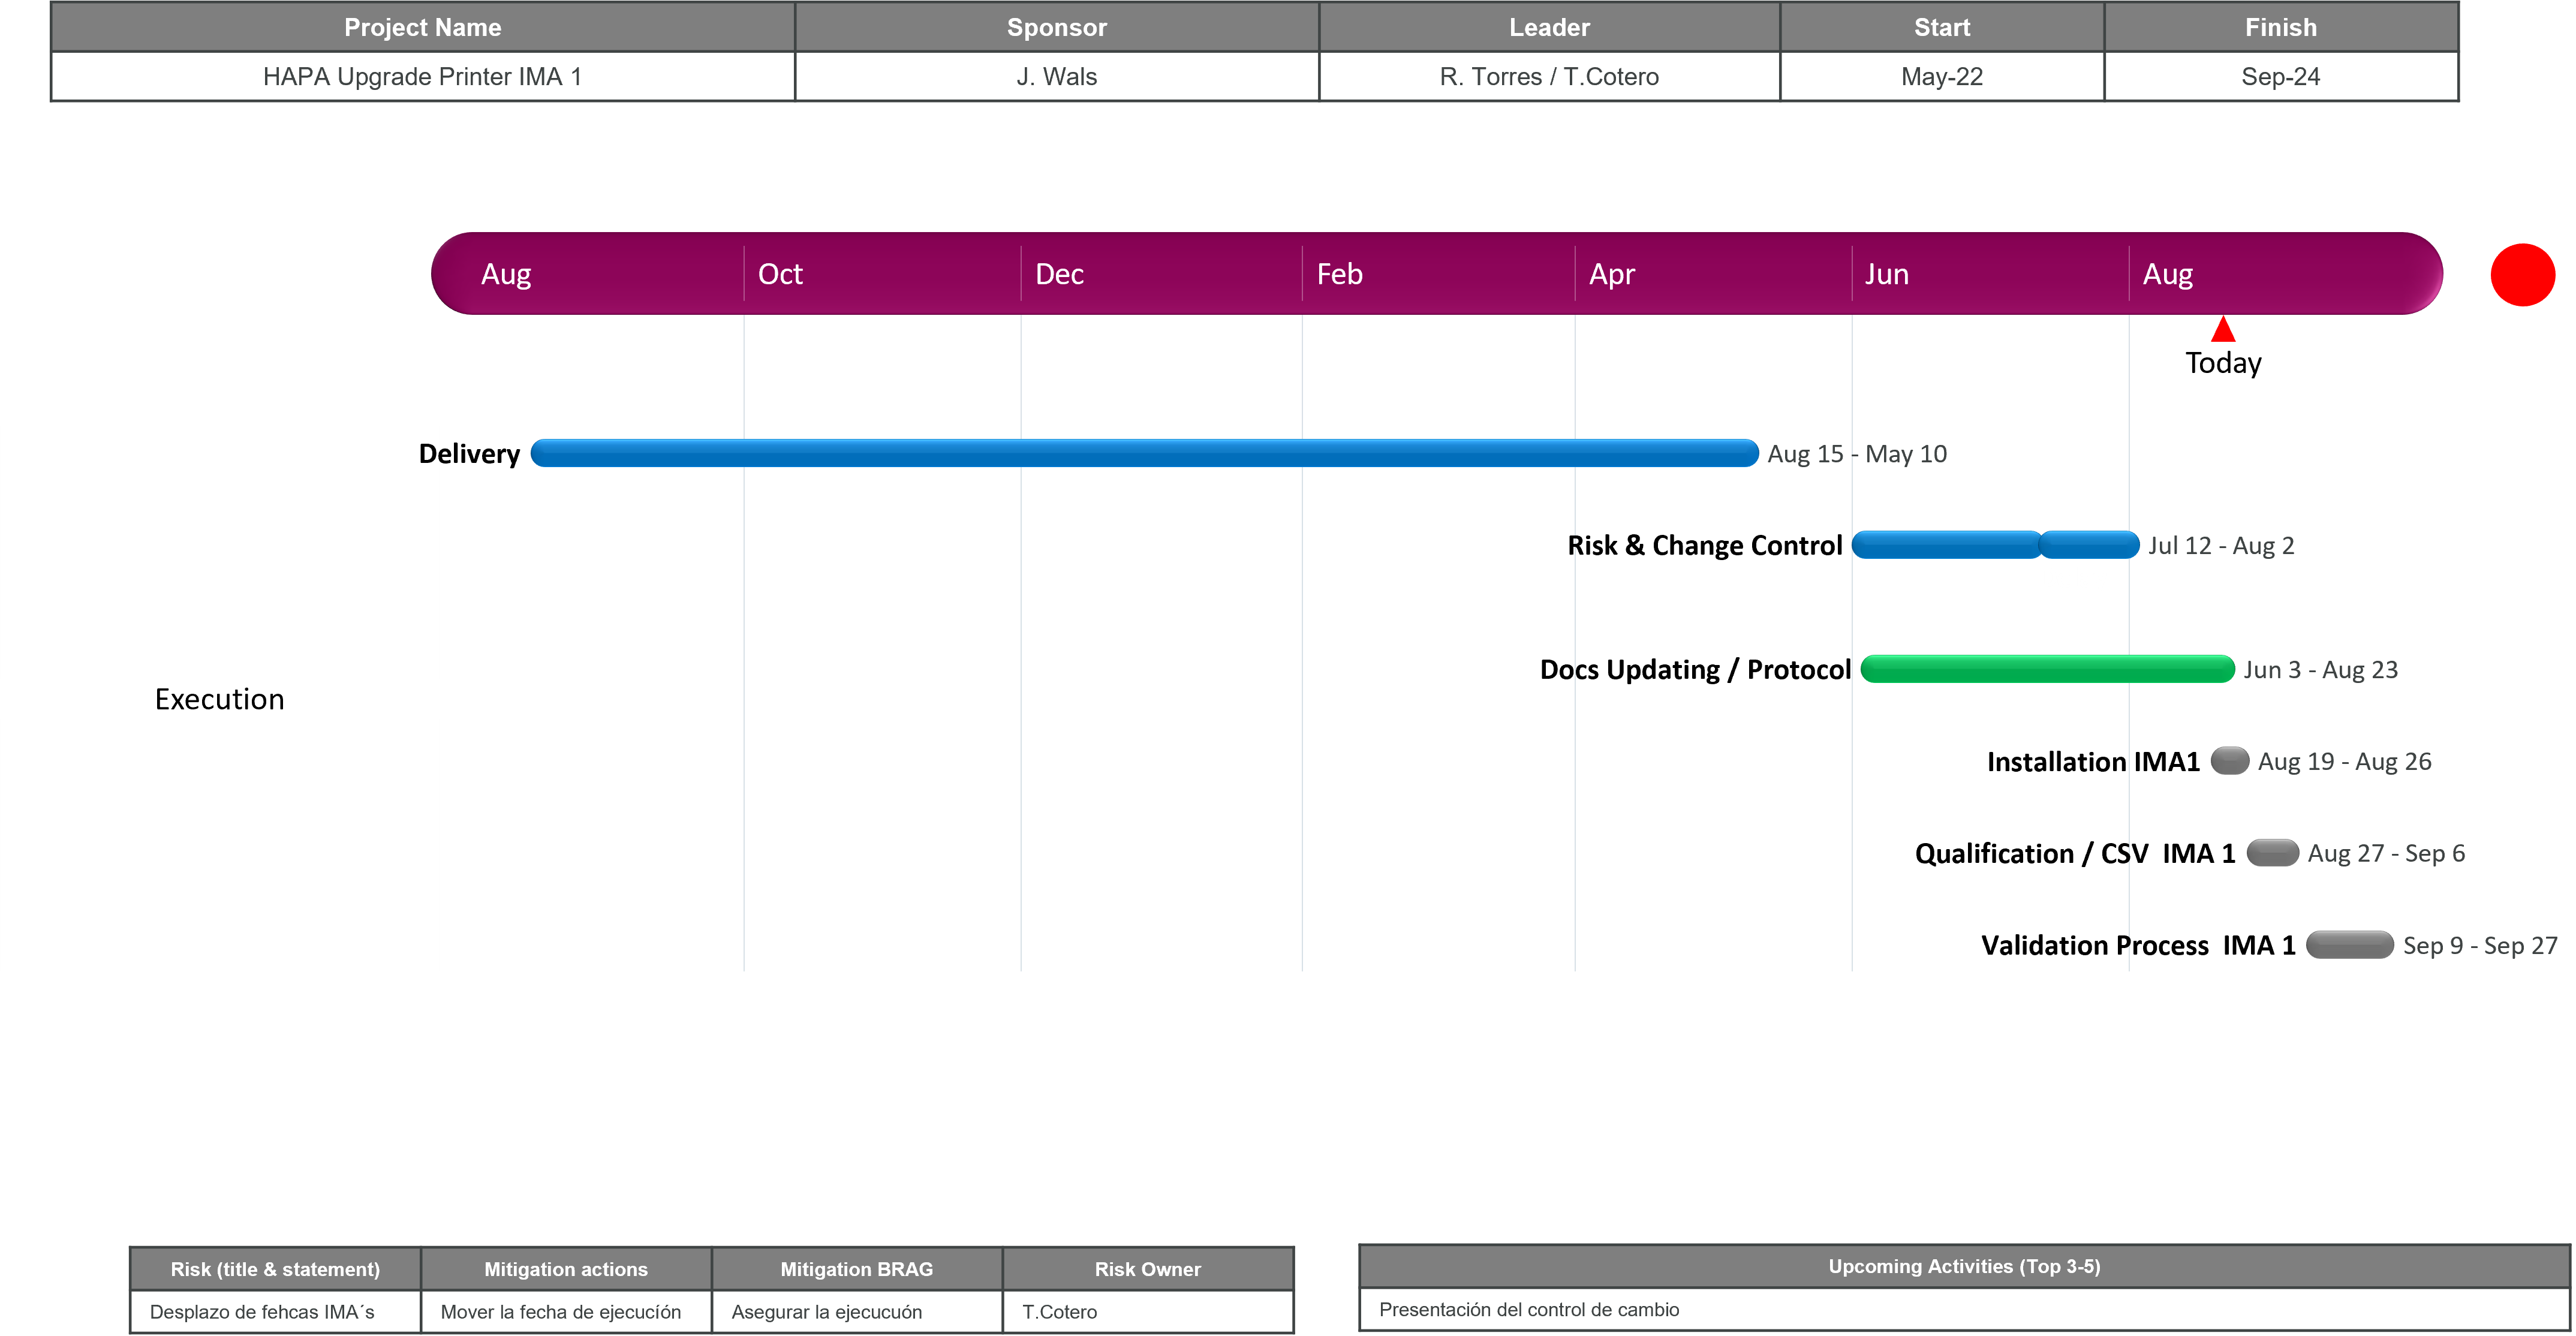 Project Name Sponsor Leader Start Finish
HAPA Upgrade Printer IMA 1 J. Wals R. Torres / T.Cotero May-22 Sep-24
Aug Oct Dec Feb Apr Jun Aug
Today
Delivery Aug 15 - May 10
Risk & Change Control Jul 12 - Aug 2
Docs Updating / Protocol Jun 3 - Aug 23
Execution
Installation IMA1 Aug 19 - Aug 26
Qualification / CSV IMA 1 Aug 27 - Sep 6
Validation Process IMA 1 Sep 9 - Sep 27
Risk (title & statement) Mitigation actions Mitigation BRAG Risk Owner
Desplazo de fehcas IMA´s Mover la fecha de ejecucíón Asegurar la ejecucuón T.Cotero
Upcoming Activities (Top 3-5)
Presentación del control de cambio